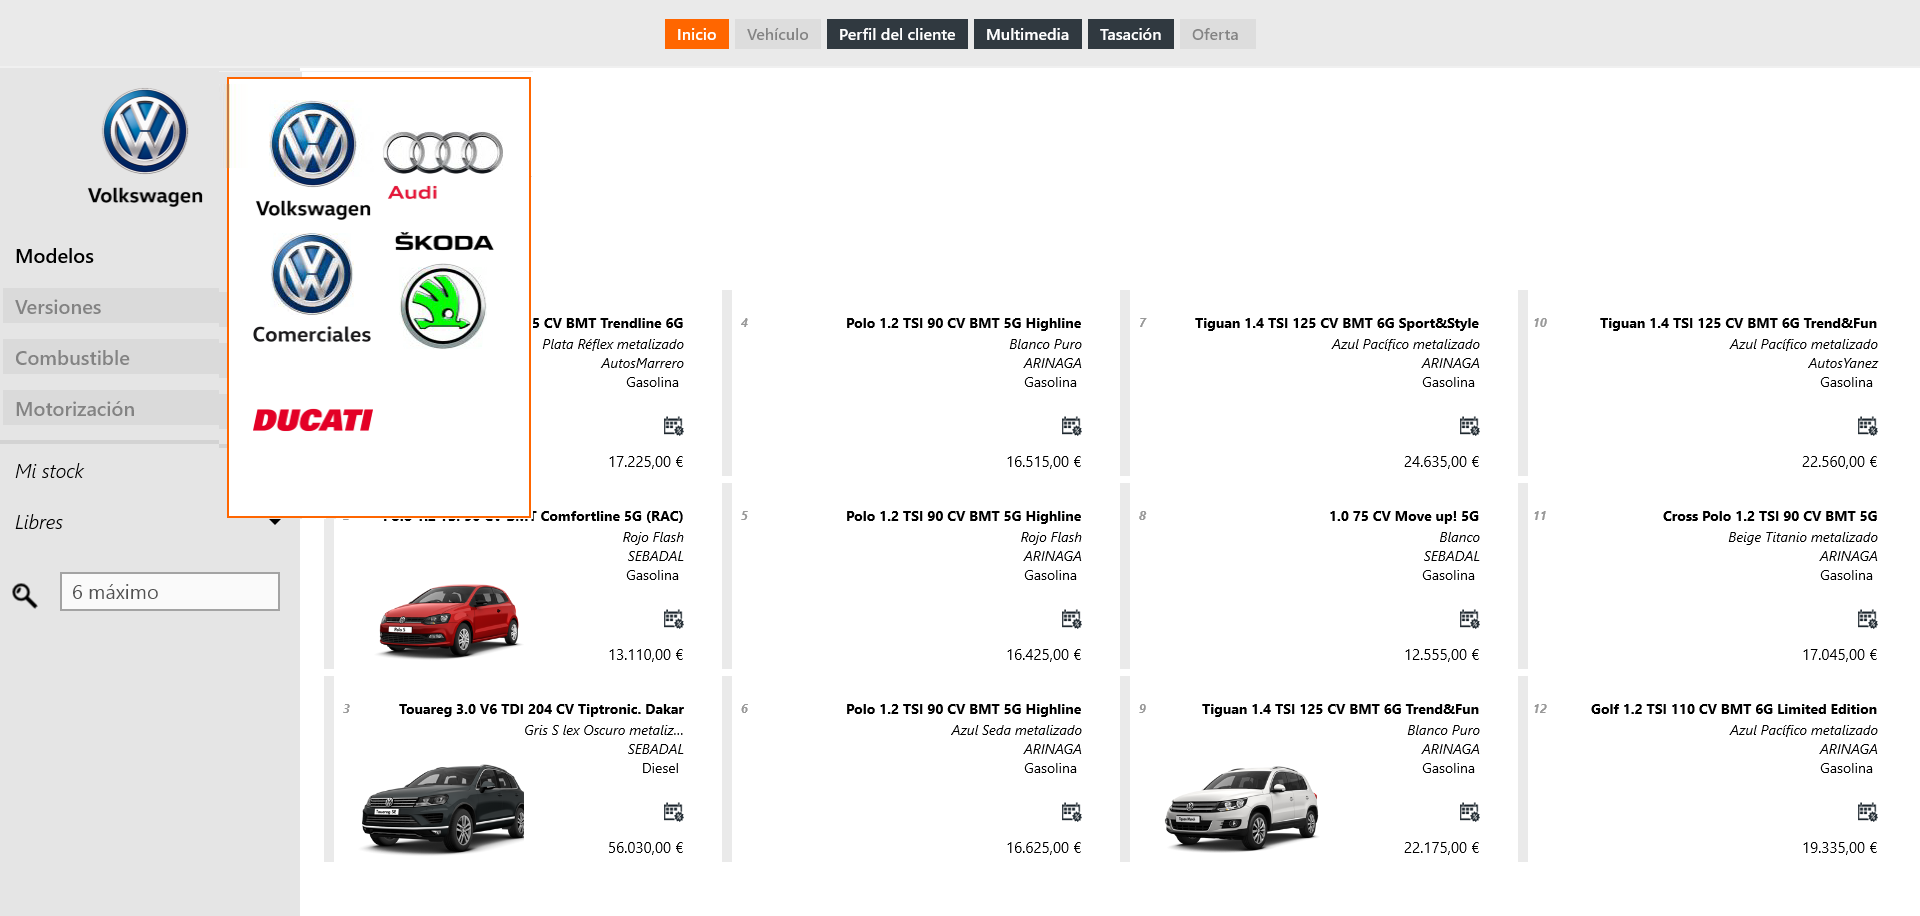 Inicio
Vehículo
Perfil del cliente
Multimedia
Tasación
Oferta
Volkswagen
Modelos
Versiones
Combustible
Motorización
Mi stock
Libres
6 máximo
Volkswagen
Audi
Comerciales
ŠKODA
DUCATI
5 CV BMT Trendline 6G
Plata Réflex metalizado
AutosMarrero
Gasolina
17.225,00 €
Comfortline 5G (RAC)
Rojo Flash
SEBADAL
Gasolina
13.110,00 €
3
Touareg 3.0 V6 TDI 204 CV Tiptronic. Dakar
Gris S lex Oscuro metaliz...
SEBADAL
Diesel
56.030,00 €
4
Polo 1.2 TSI 90 CV BMT 5G Highline
Blanco Puro
ARINAGA
Gasolina
16.515,00 €
5
Polo 1.2 TSI 90 CV BMT 5G Highline
Rojo Flash
ARINAGA
Gasolina
16.425,00 €
6
Polo 1.2 TSI 90 CV BMT 5G Highline
Azul Seda metalizado
ARINAGA
Gasolina
16.625,00 €
7
Tiguan 1.4 TSI 125 CV BMT 6G Sport&Style
Azul Pacífico metalizado
ARINAGA
Gasolina
24.635,00 €
8
1.0 75 CV Move up! 5G
Blanco
SEBADAL
Gasolina
12.555,00 €
9
Tiguan 1.4 TSI 125 CV BMT 6G Trend&Fun
Blanco Puro
ARINAGA
Gasolina
22.175,00 €
10
Tiguan 1.4 TSI 125 CV BMT 6G Trend&Fun
Azul Pacífico metalizado
AutosYanez
Gasolina
22.560,00 €
11
Cross Polo 1.2 TSI 90 CV BMT 5G
Beige Titanio metalizado
ARINAGA
Gasolina
17.045,00 €
12
Golf 1.2 TSI 110 CV BMT 6G Limited Edition
Azul Pacífico metalizado
ARINAGA
Gasolina
19.335,00 €